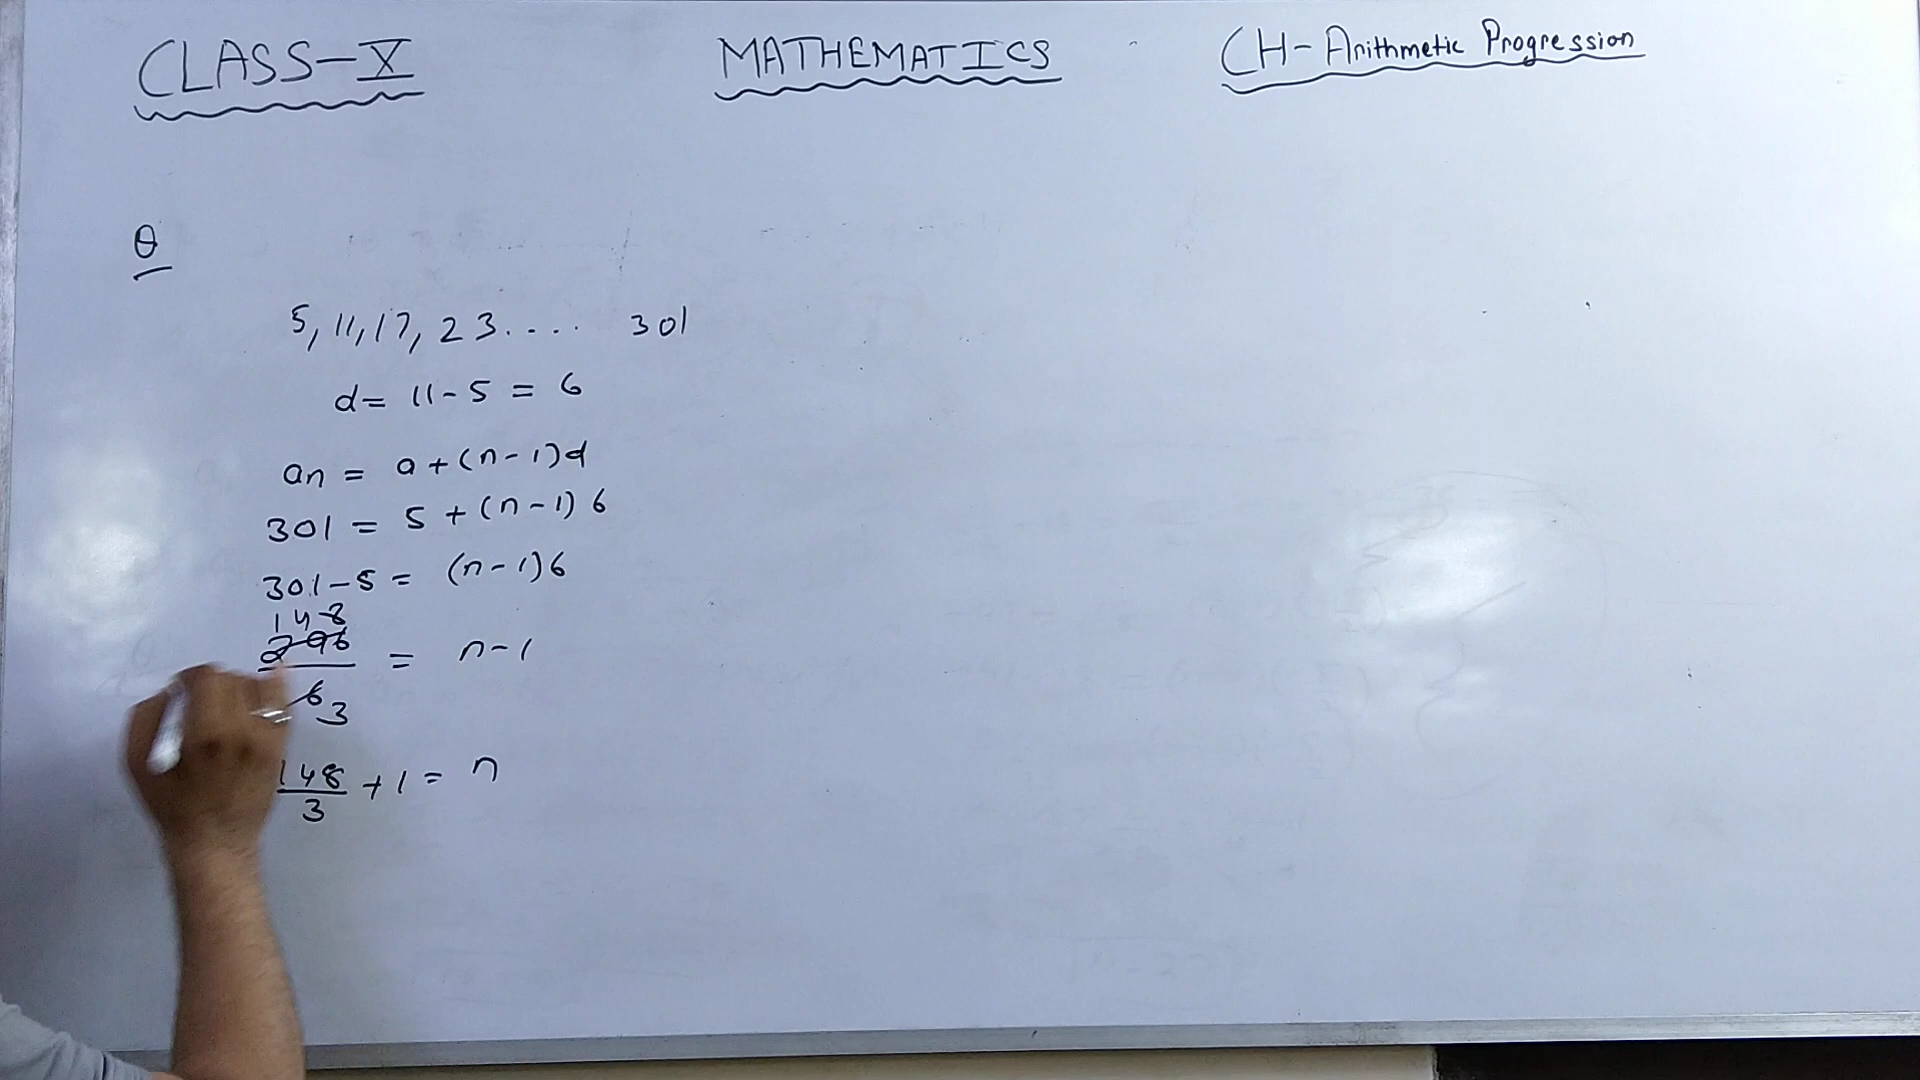 CLASS-X MATHEMATICS CH-Arithmetic Progression
Q
5, 11, 17, 23.... 301
d = 11-5 = 6
an = a+(n-1)d
301 = 5+(n-1)6
301-5 = (n-1)6
148
296/6 3 = n-1
148/3 +1 = n